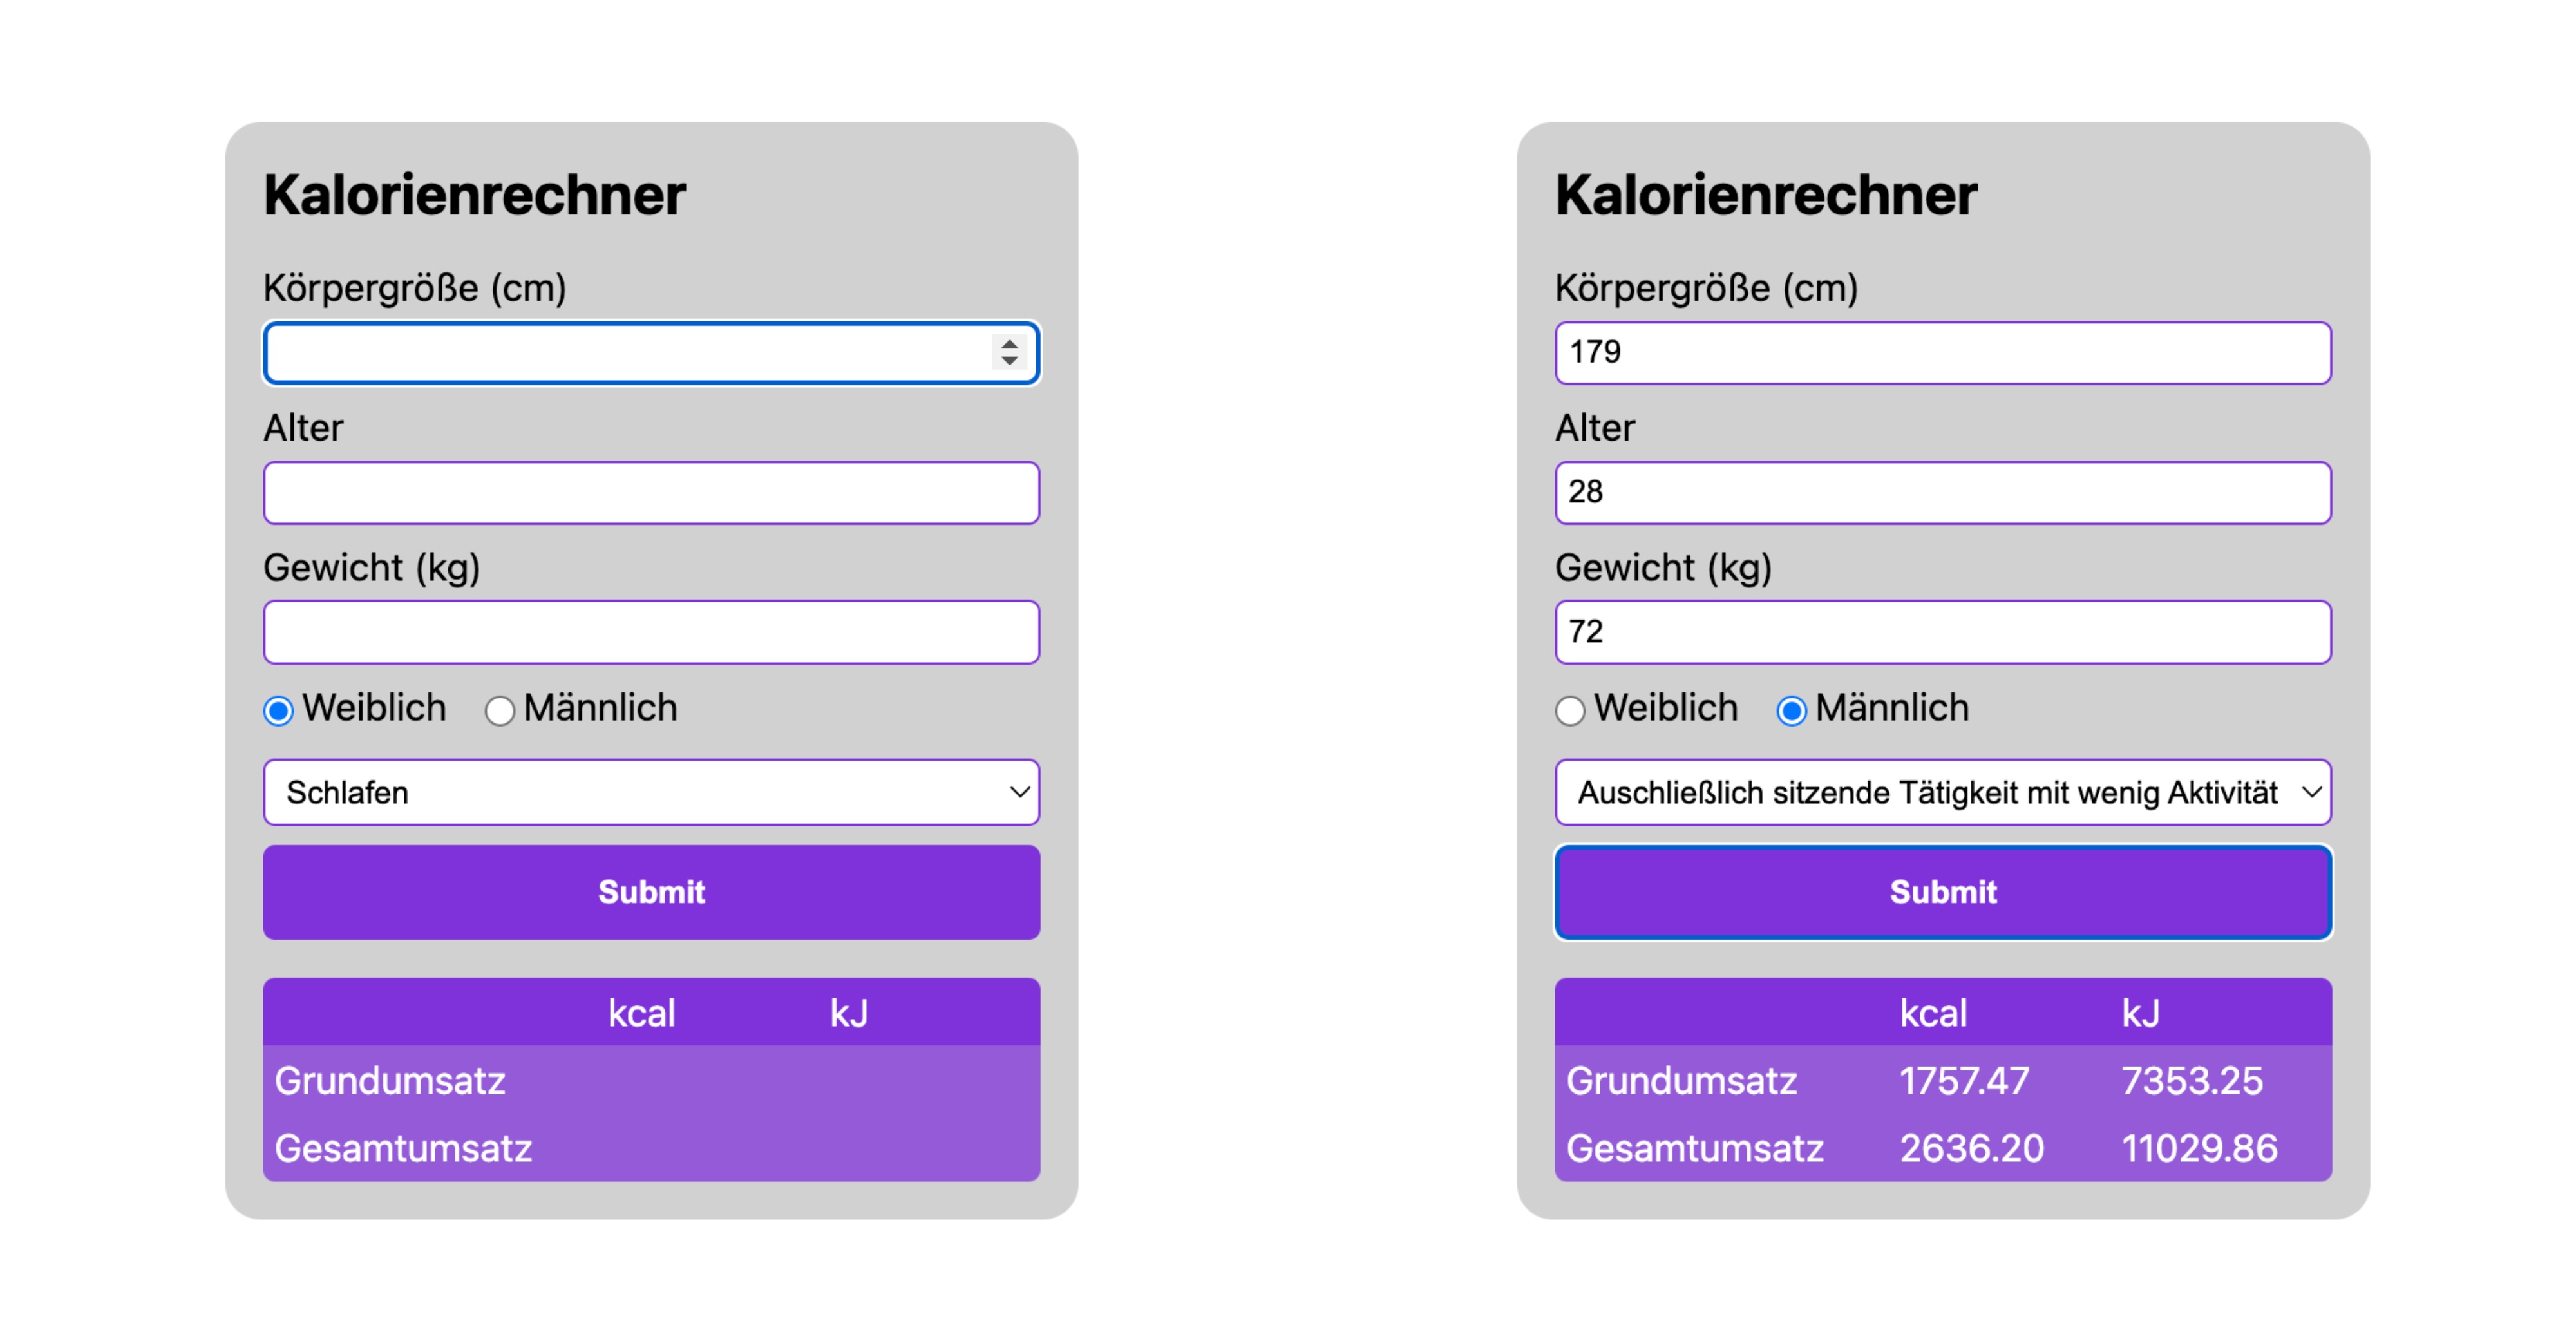 Kalorienrechner
Körpergröße (cm)
Alter
Gewicht (kg)
Weiblich Männlich
Schlafen
Submit
kcal kJ
Grundumsatz
Gesamtumsatz
Kalorienrechner
Körpergröße (cm)
179
Alter
28
Gewicht (kg)
72
Weiblich Männlich
Auschließlich sitzende Tätigkeit mit wenig Aktivität
Submit
kcal kJ
Grundumsatz 1757.47 7353.25
Gesamtumsatz 2636.20 11029.86